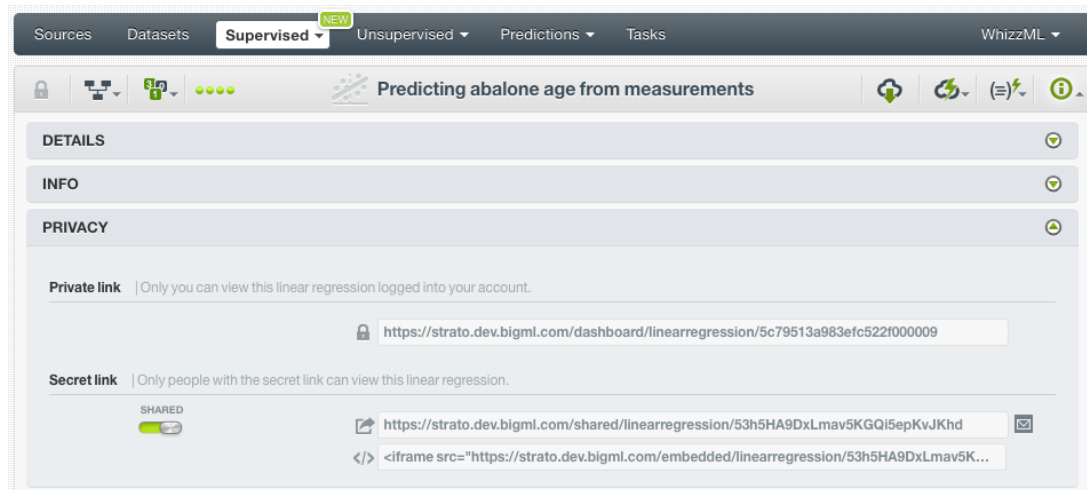 NEW
Sources Datasets Supervised Unsupervised Predictions Tasks WhizzML
Predicting abalone age from measurements
DETAILS
INFO
PRIVACY
Private link | Only you can view this linear regression logged into your account.
https://strato.dev.bigml.com/dashboard/linearregression/5c79513a983efc522f000009
Secret link | Only people with the secret link can view this linear regression.
SHARED
https://strato.dev.bigml.com/shared/linearregression/53h5HA9DxLmav5KGQi5epKvJKhd
<iframe src="https://strato.dev.bigml.com/embedded/linearregression/53h5HA9DxLmav5K...